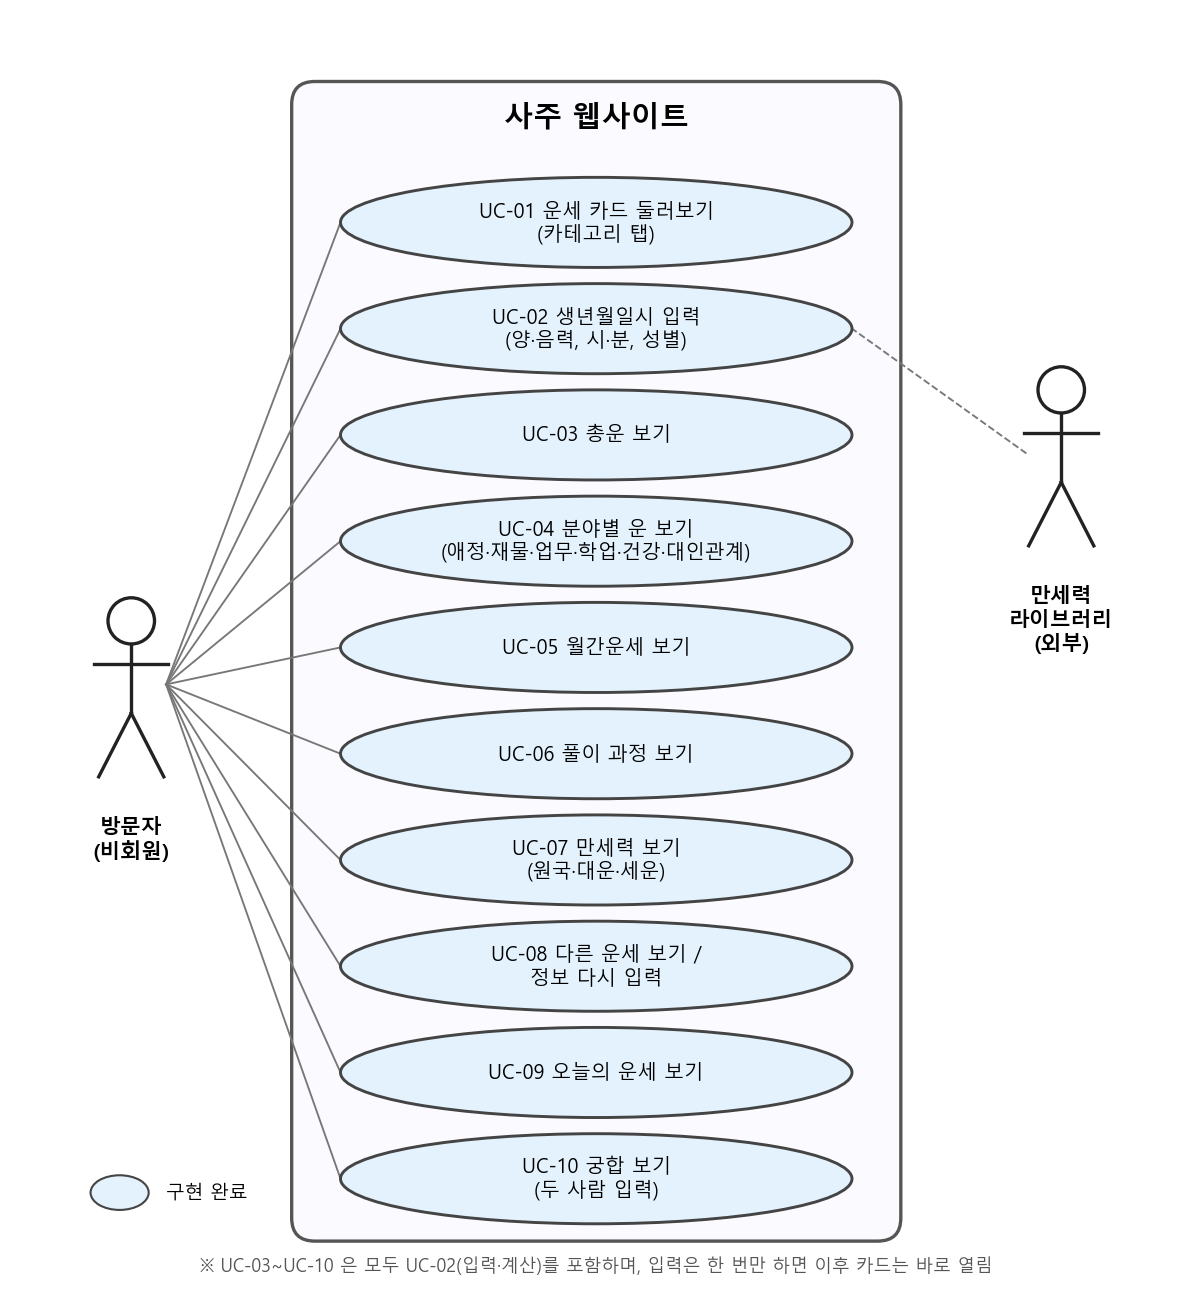 사주 웹사이트
UC-01 운세 카드 둘러보기
(카테고리 탭)
UC-02 생년월일시 입력
(양·음력, 시·분, 성별)
UC-03 총운 보기
UC-04 분야별 운 보기
(애정·재물·업무·학업·건강·대인관계)
만세력
라이브러리
(외부)
UC-05 월간운세 보기
UC-06 풀이 과정 보기
방문자
(비회원)
UC-07 만세력 보기
(원국·대운·세운)
UC-08 다른 운세 보기 /
정보 다시 입력
UC-09 오늘의 운세 보기
UC-10 궁합 보기
(두 사람 입력)
구현 완료
※ UC-03~UC-10 은 모두 UC-02(입력·계산)를 포함하며, 입력은 한 번만 하면 이후 카드는 바로 열림